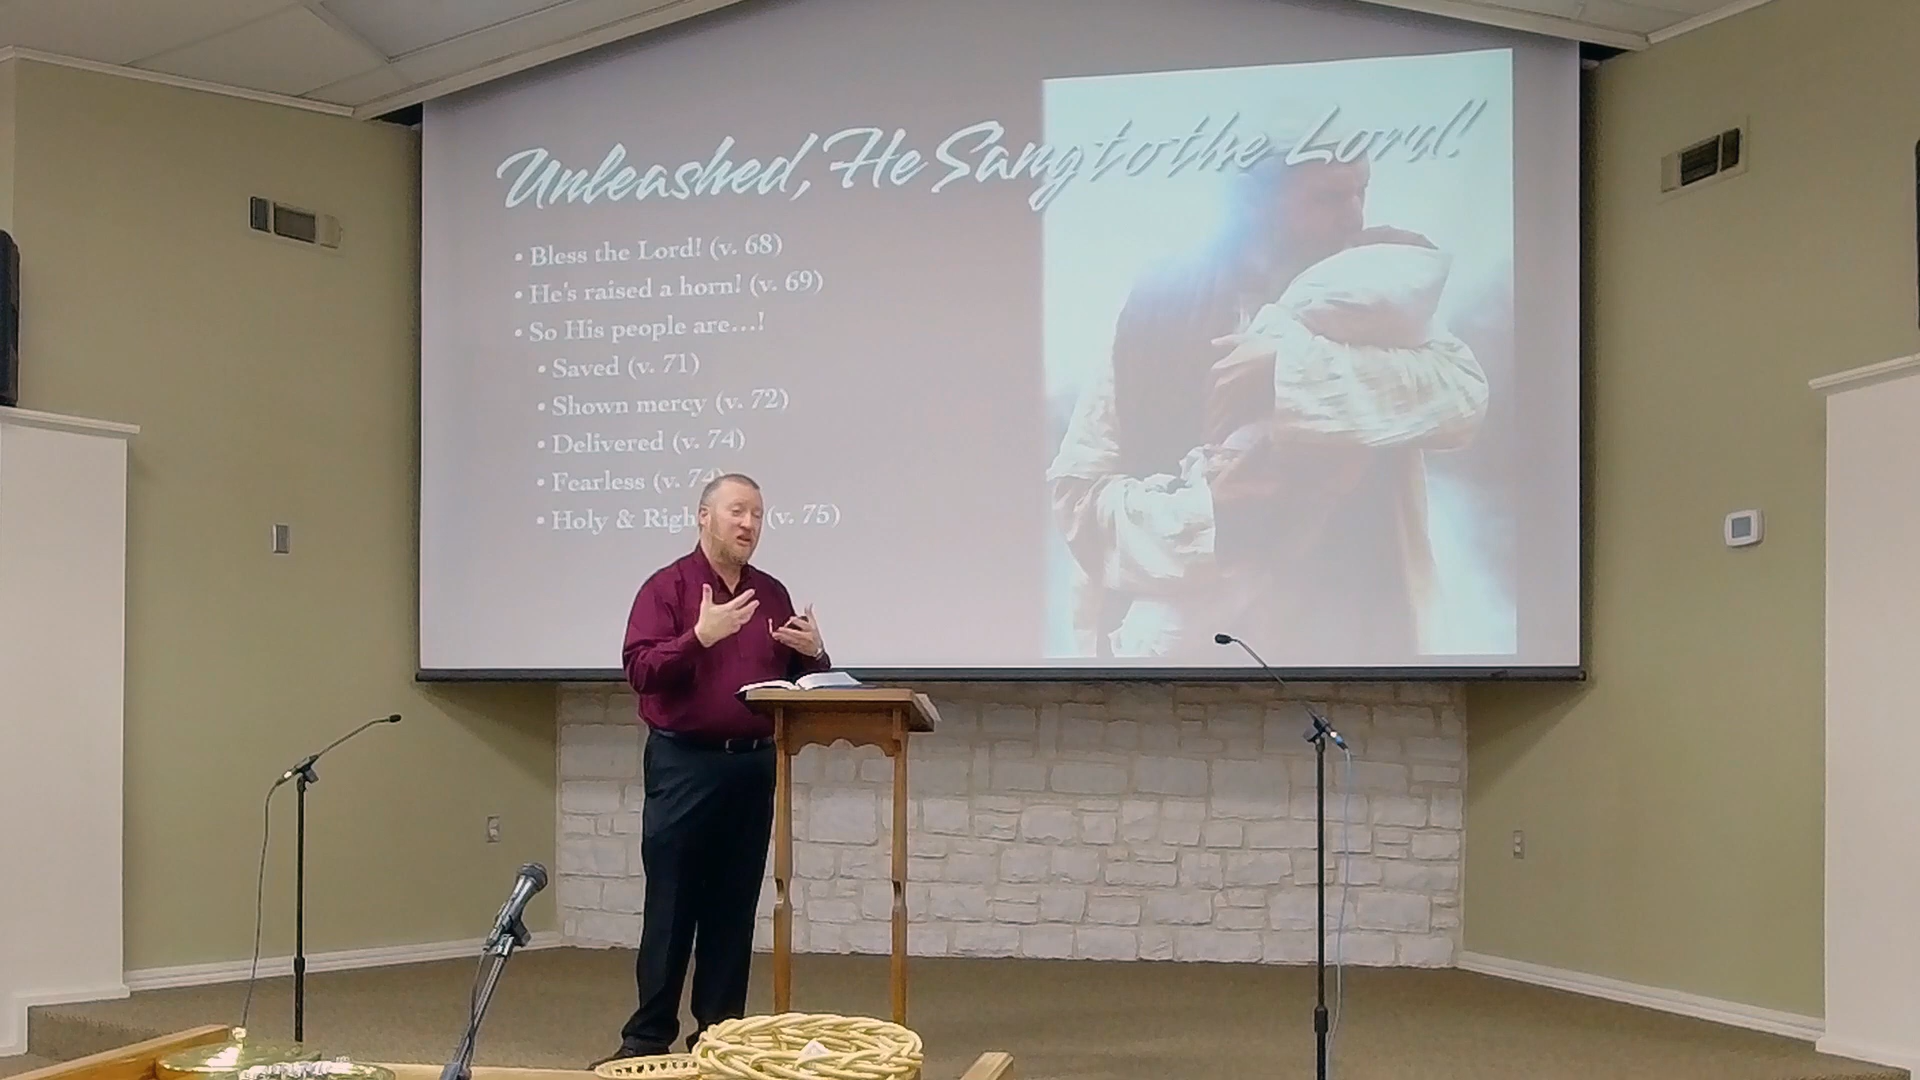 Unleashed, He Sang to the Lord!
• Bless the Lord! (v. 68)
• He's raised a horn! (v. 69)
• So His people are...!
• Saved (v. 71)
• Shown mercy (v. 72)
• Delivered (v. 74)
• Fearless (v. 74)
• Holy & Righ (v. 75)